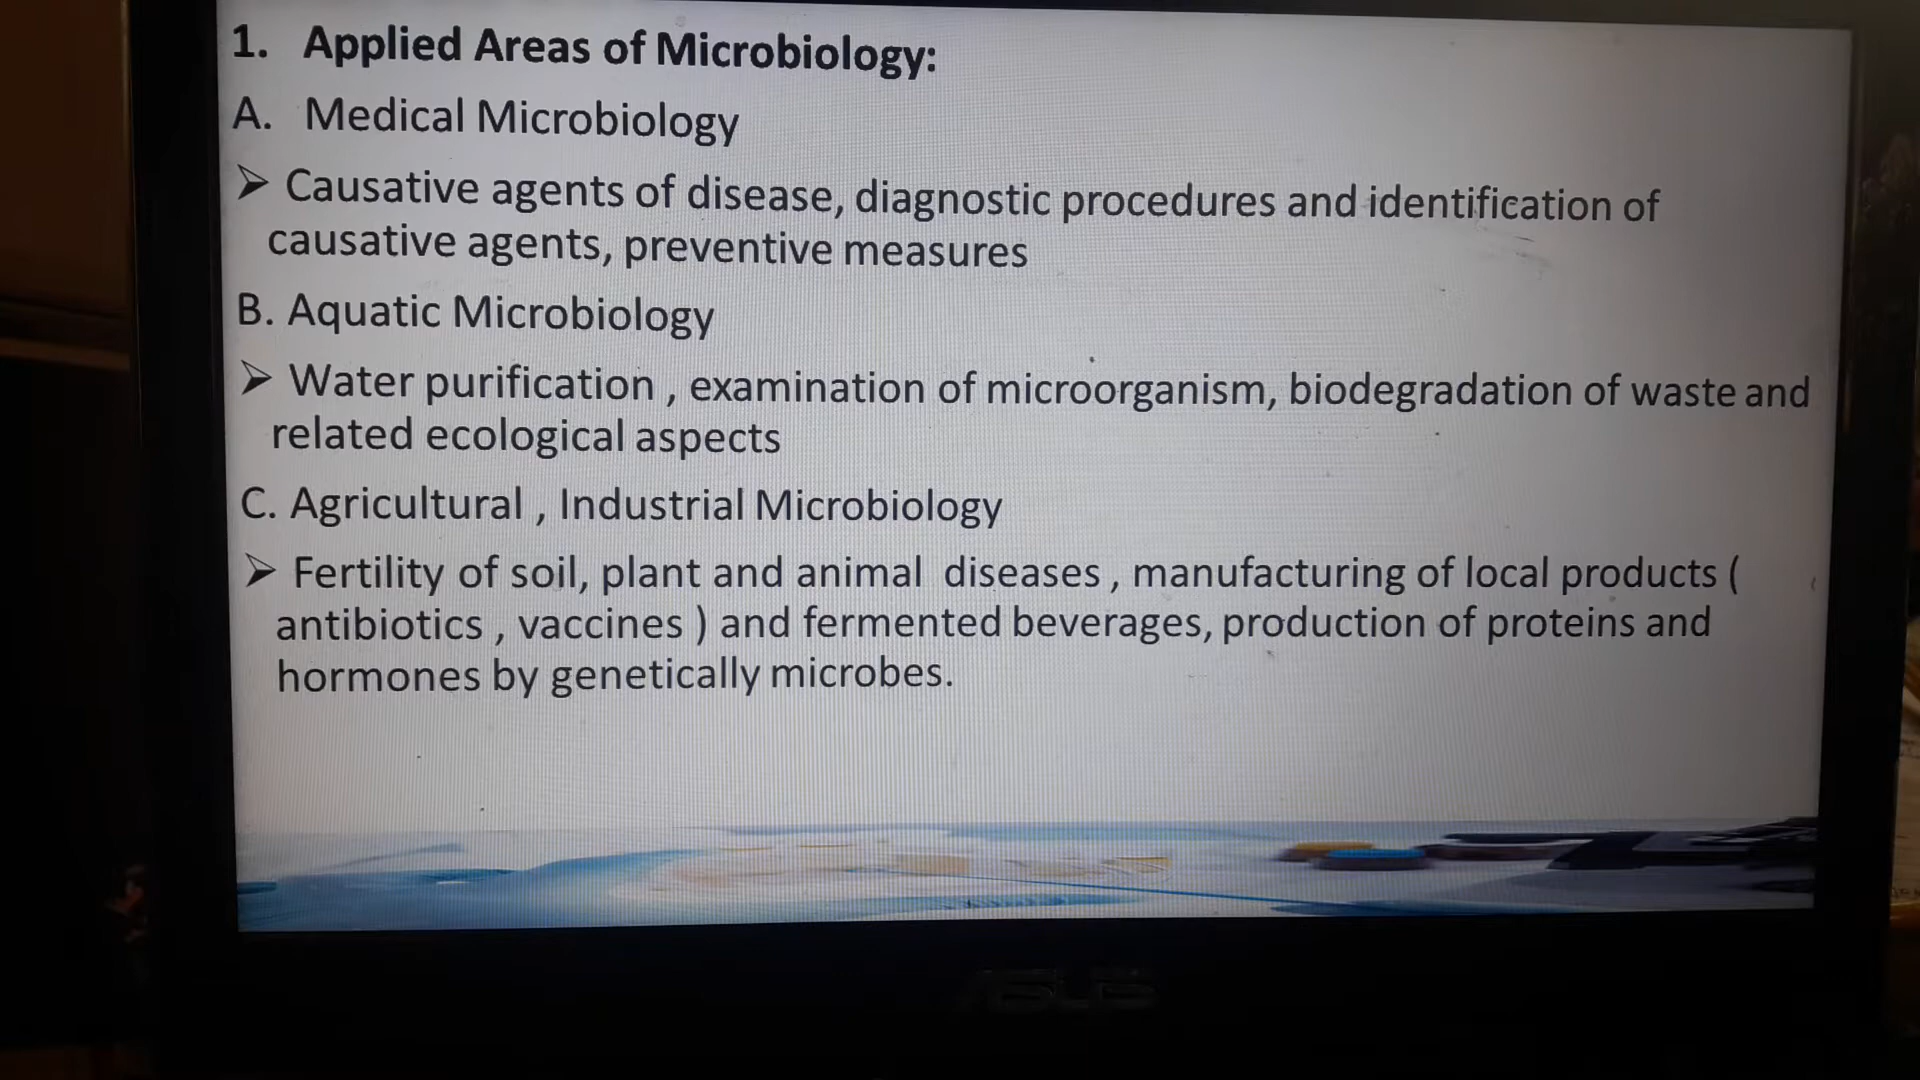 1. Applied Areas of Microbiology:
A. Medical Microbiology
➢ Causative agents of disease, diagnostic procedures and identification of
causative agents, preventive measures
B. Aquatic Microbiology
➢ Water purification , examination of microorganism, biodegradation of waste and
related ecological aspects
C. Agricultural , Industrial Microbiology
➢ Fertility of soil, plant and animal diseases , manufacturing of local products (
antibiotics , vaccines ) and fermented beverages, production of proteins and
hormones by genetically microbes.
ASUS